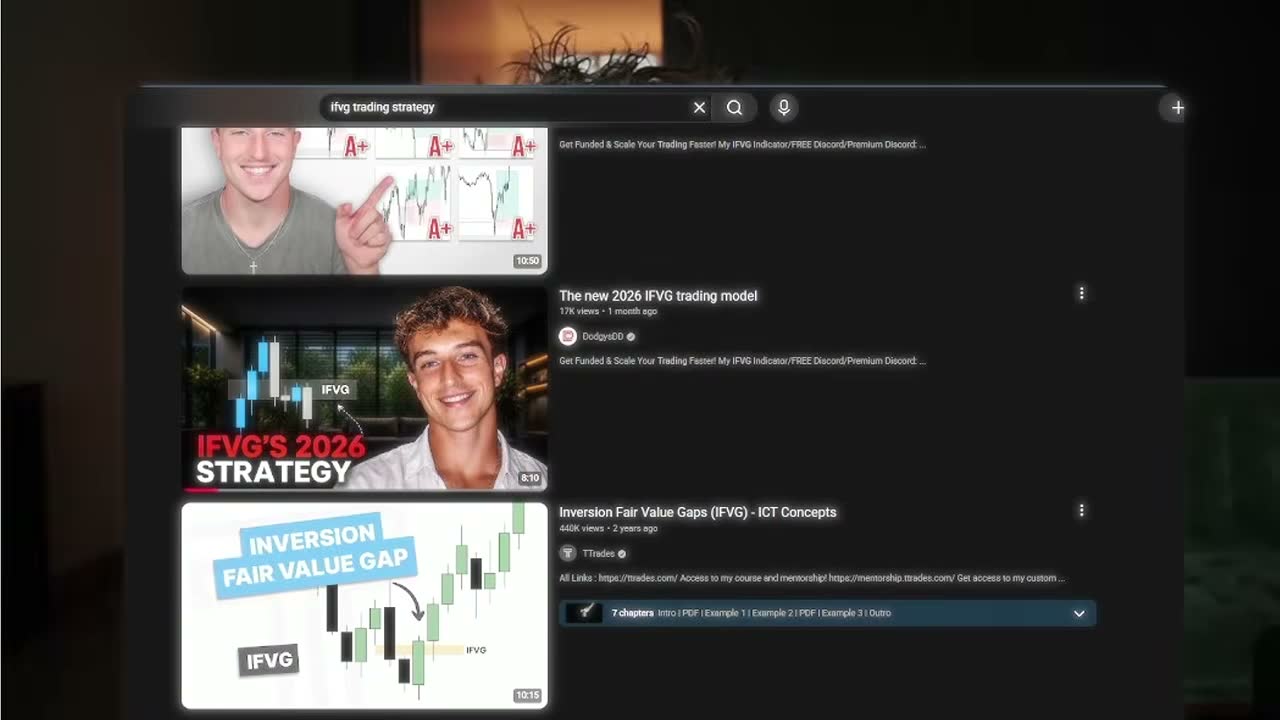 ifvg trading strategy
A+ A+ A+
A+ A+
10:50
Get Funded & Scale Your Trading Faster! My IFVG Indicator/FREE Discord/Premium Discord: ...
IFVG
IFVG'S 2026
STRATEGY
8:10
The new 2026 IFVG trading model
17K views • 1 month ago
DodgysDD
Get Funded & Scale Your Trading Faster! My IFVG Indicator/FREE Discord/Premium Discord: ...
INVERSION
FAIR VALUE GAP
IFVG
IFVG
10:15
Inversion Fair Value Gaps (IFVG) - ICT Concepts
440K views • 2 years ago
TTrades
All Links : https://ttrades.com/ Access to my course and mentorship! https://mentorship.ttrades.com/ Get access to my custom ...
7 chapters Intro | PDF | Example 1 | Example 2 | PDF | Example 3 | Outro